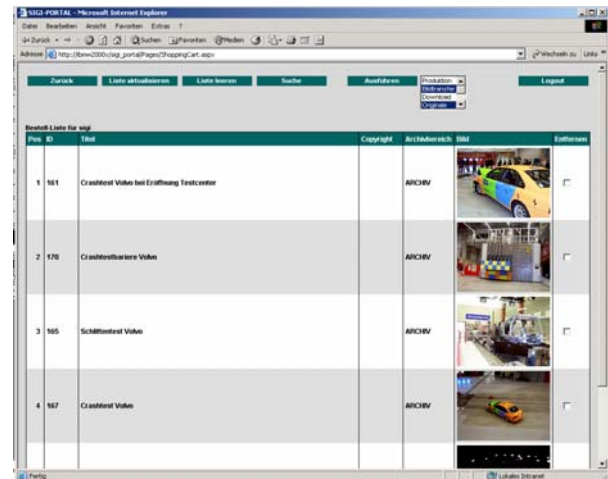 SIGI-PORTAL - Microsoft Internet Explorer
Datei Bearbeiten Ansicht Favoriten Extras ?
Zurück Suchen Favoriten Medien
Adresse http://ibmw2000s/sigi_portal/Pages/ShoppingCart.aspx Wechseln zu Links
Zurück Liste aktualisieren Liste leeren Suche Ausführen Produktion Logout
Bildtransfer
Download
Originale
Bestell-Liste für sigi
Pos ID Titel Copyright Archivbereich Bild Entfernen
1 161 Crashtest Volvo bei Eröffnung Testcenter ARCHIV
2 178 Crashtestbariere Volvo ARCHIV
3 165 Schlittentest Volvo ARCHIV
4 167 Crashtest Volvo ARCHIV
Fertig Lokales Intranet